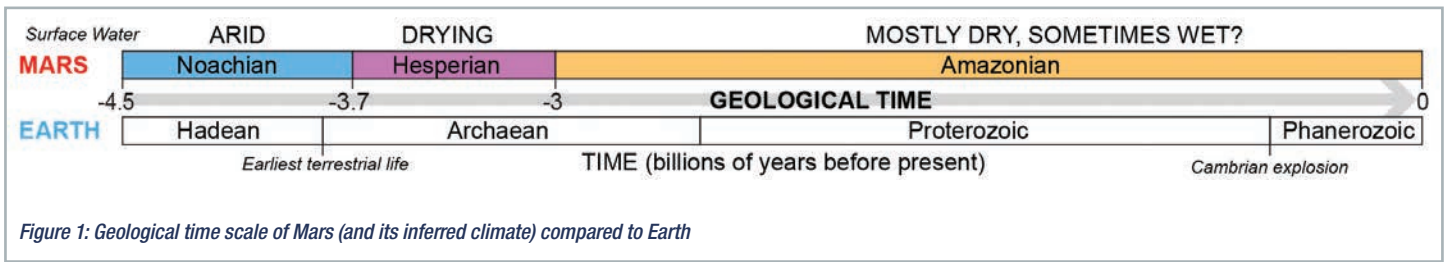 Surface Water ARID DRYING MOSTLY DRY, SOMETIMES WET?
MARS Noachian Hesperian Amazonian
-4.5 -3.7 -3 GEOLOGICAL TIME 0
EARTH Hadean Archaean Proterozoic Phanerozoic
Earliest terrestrial life TIME (billions of years before present) Cambrian explosion
Figure 1: Geological time scale of Mars (and its inferred climate) compared to Earth